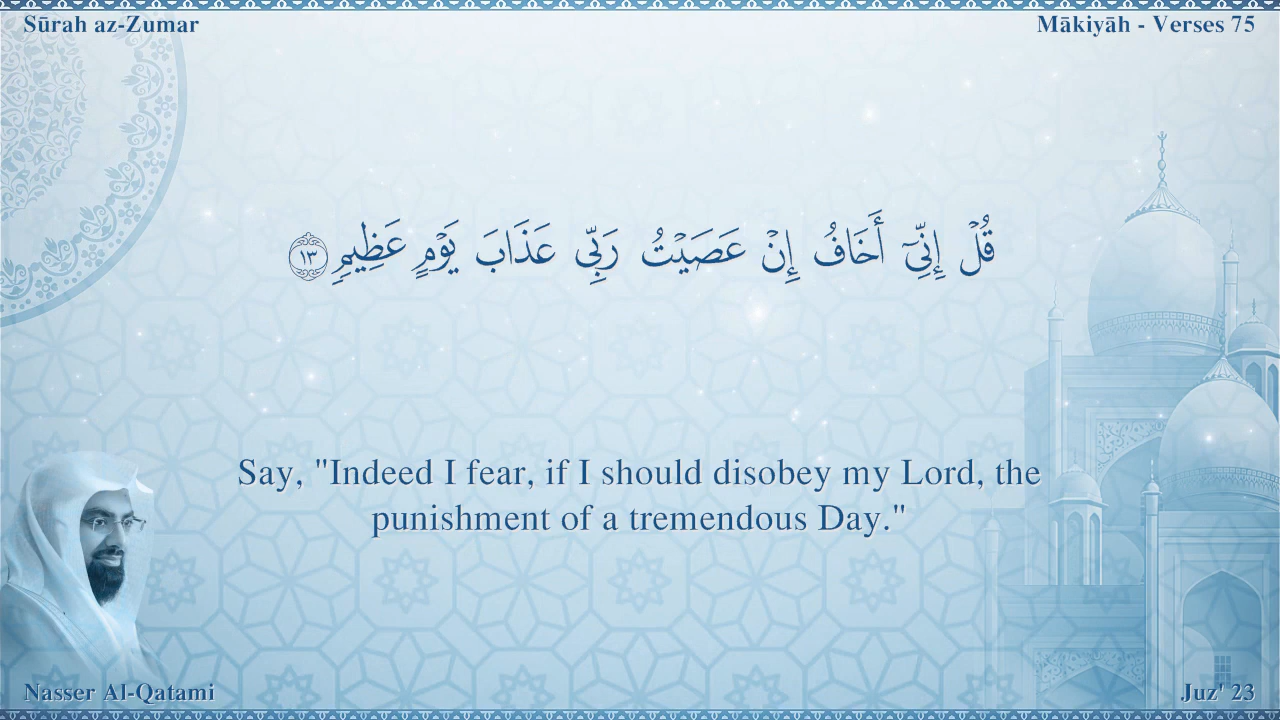 Sūrah az-Zumar
Mākiyāh - Verses 75
قُلْ إِنِّىٓ أَخَافُ إِنْ عَصَيْتُ رَبِّى عَذَابَ يَوْمٍ عَظِيمٍ ١٣
Say, "Indeed I fear, if I should disobey my Lord, the
punishment of a tremendous Day."
Nasser Al-Qatami
Juz' 23